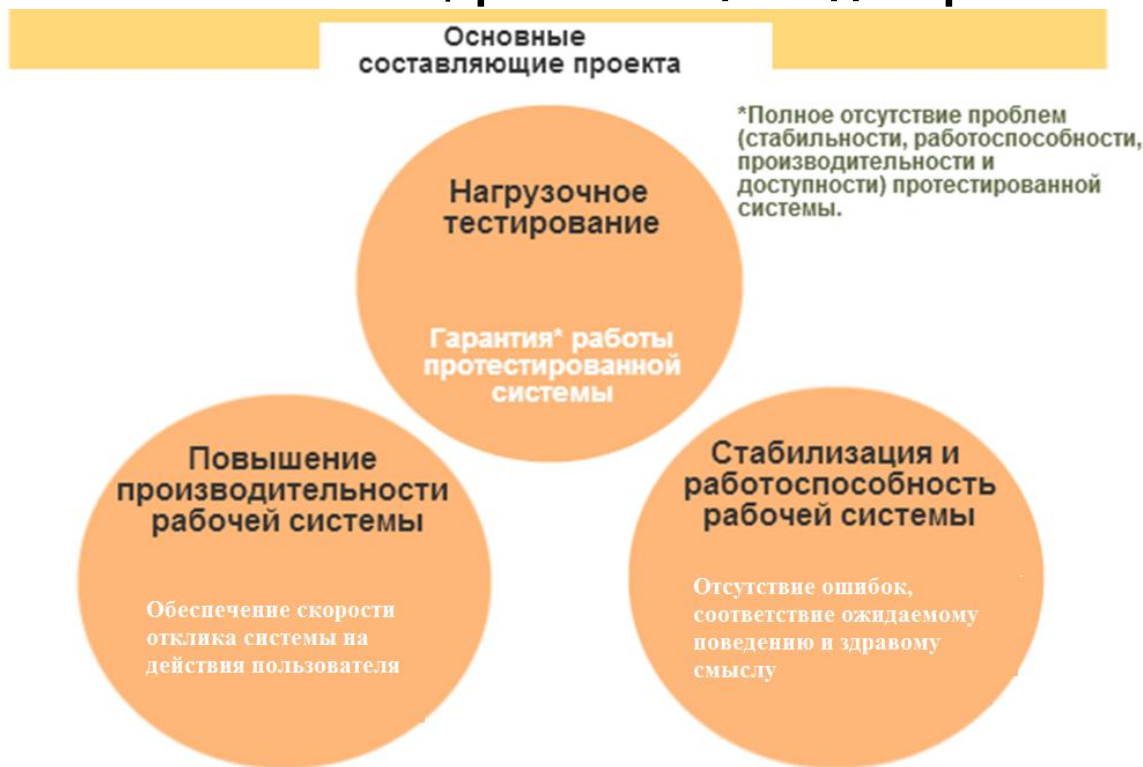 Основные
составляющие проекта
*Полное отсутствие проблем
(стабильности, работоспособности,
производительности и
доступности) протестированной
системы.
Нагрузочное
тестирование
Гарантия* работы
протестированной
системы
Повышение
производительности
рабочей системы
Обеспечение скорости
отклика системы на
действия пользователя
Стабилизация и
работоспособность
рабочей системы
Отсутствие ошибок,
соответствие ожидаемому
поведению и здравому
смыслу